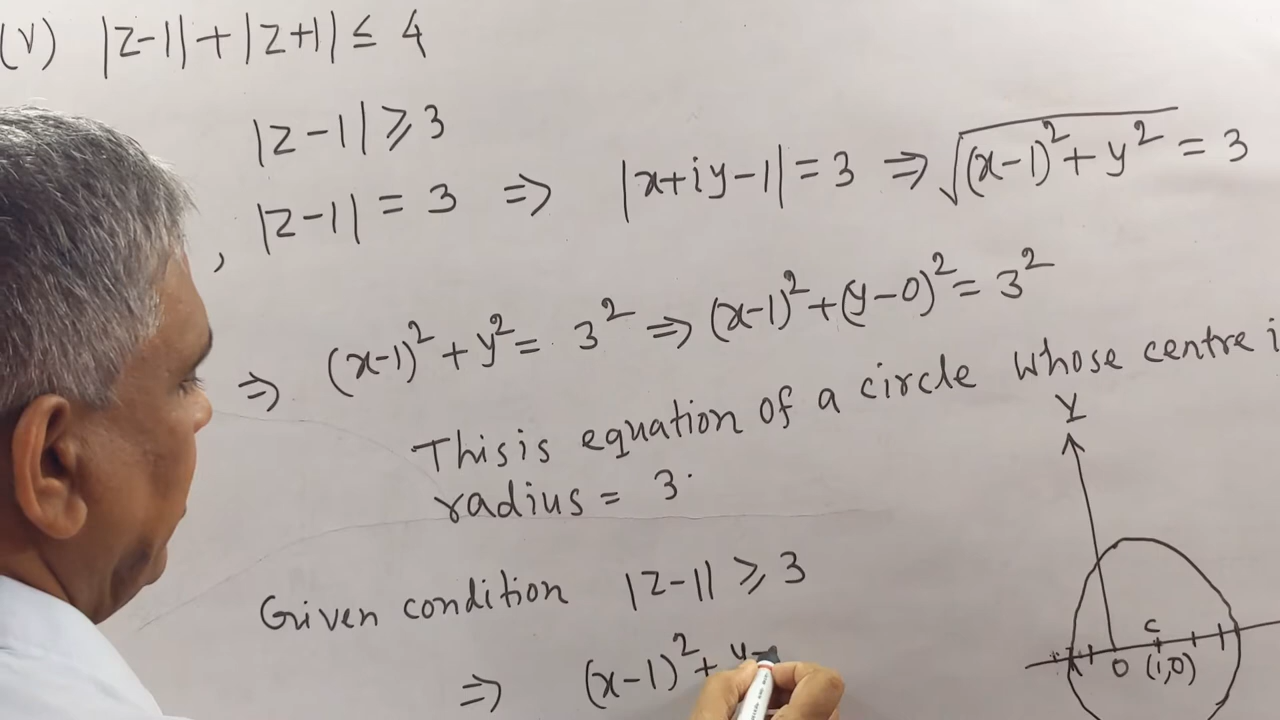 (V) |z-1|+|z+1| ≤ 4
|z-1| ≥ 3
, |z-1| = 3 ⇒ |x+iy-1| = 3 ⇒ √((x-1)²+y²) = 3
⇒ (x-1)²+y² = 3² ⇒ (x-1)²+(y-0)² = 3²
This is equation of a circle whose centre i
radius = 3.
Y
Given condition |z-1| ≥ 3
C
O (1,0)
⇒ (x-1)²+y